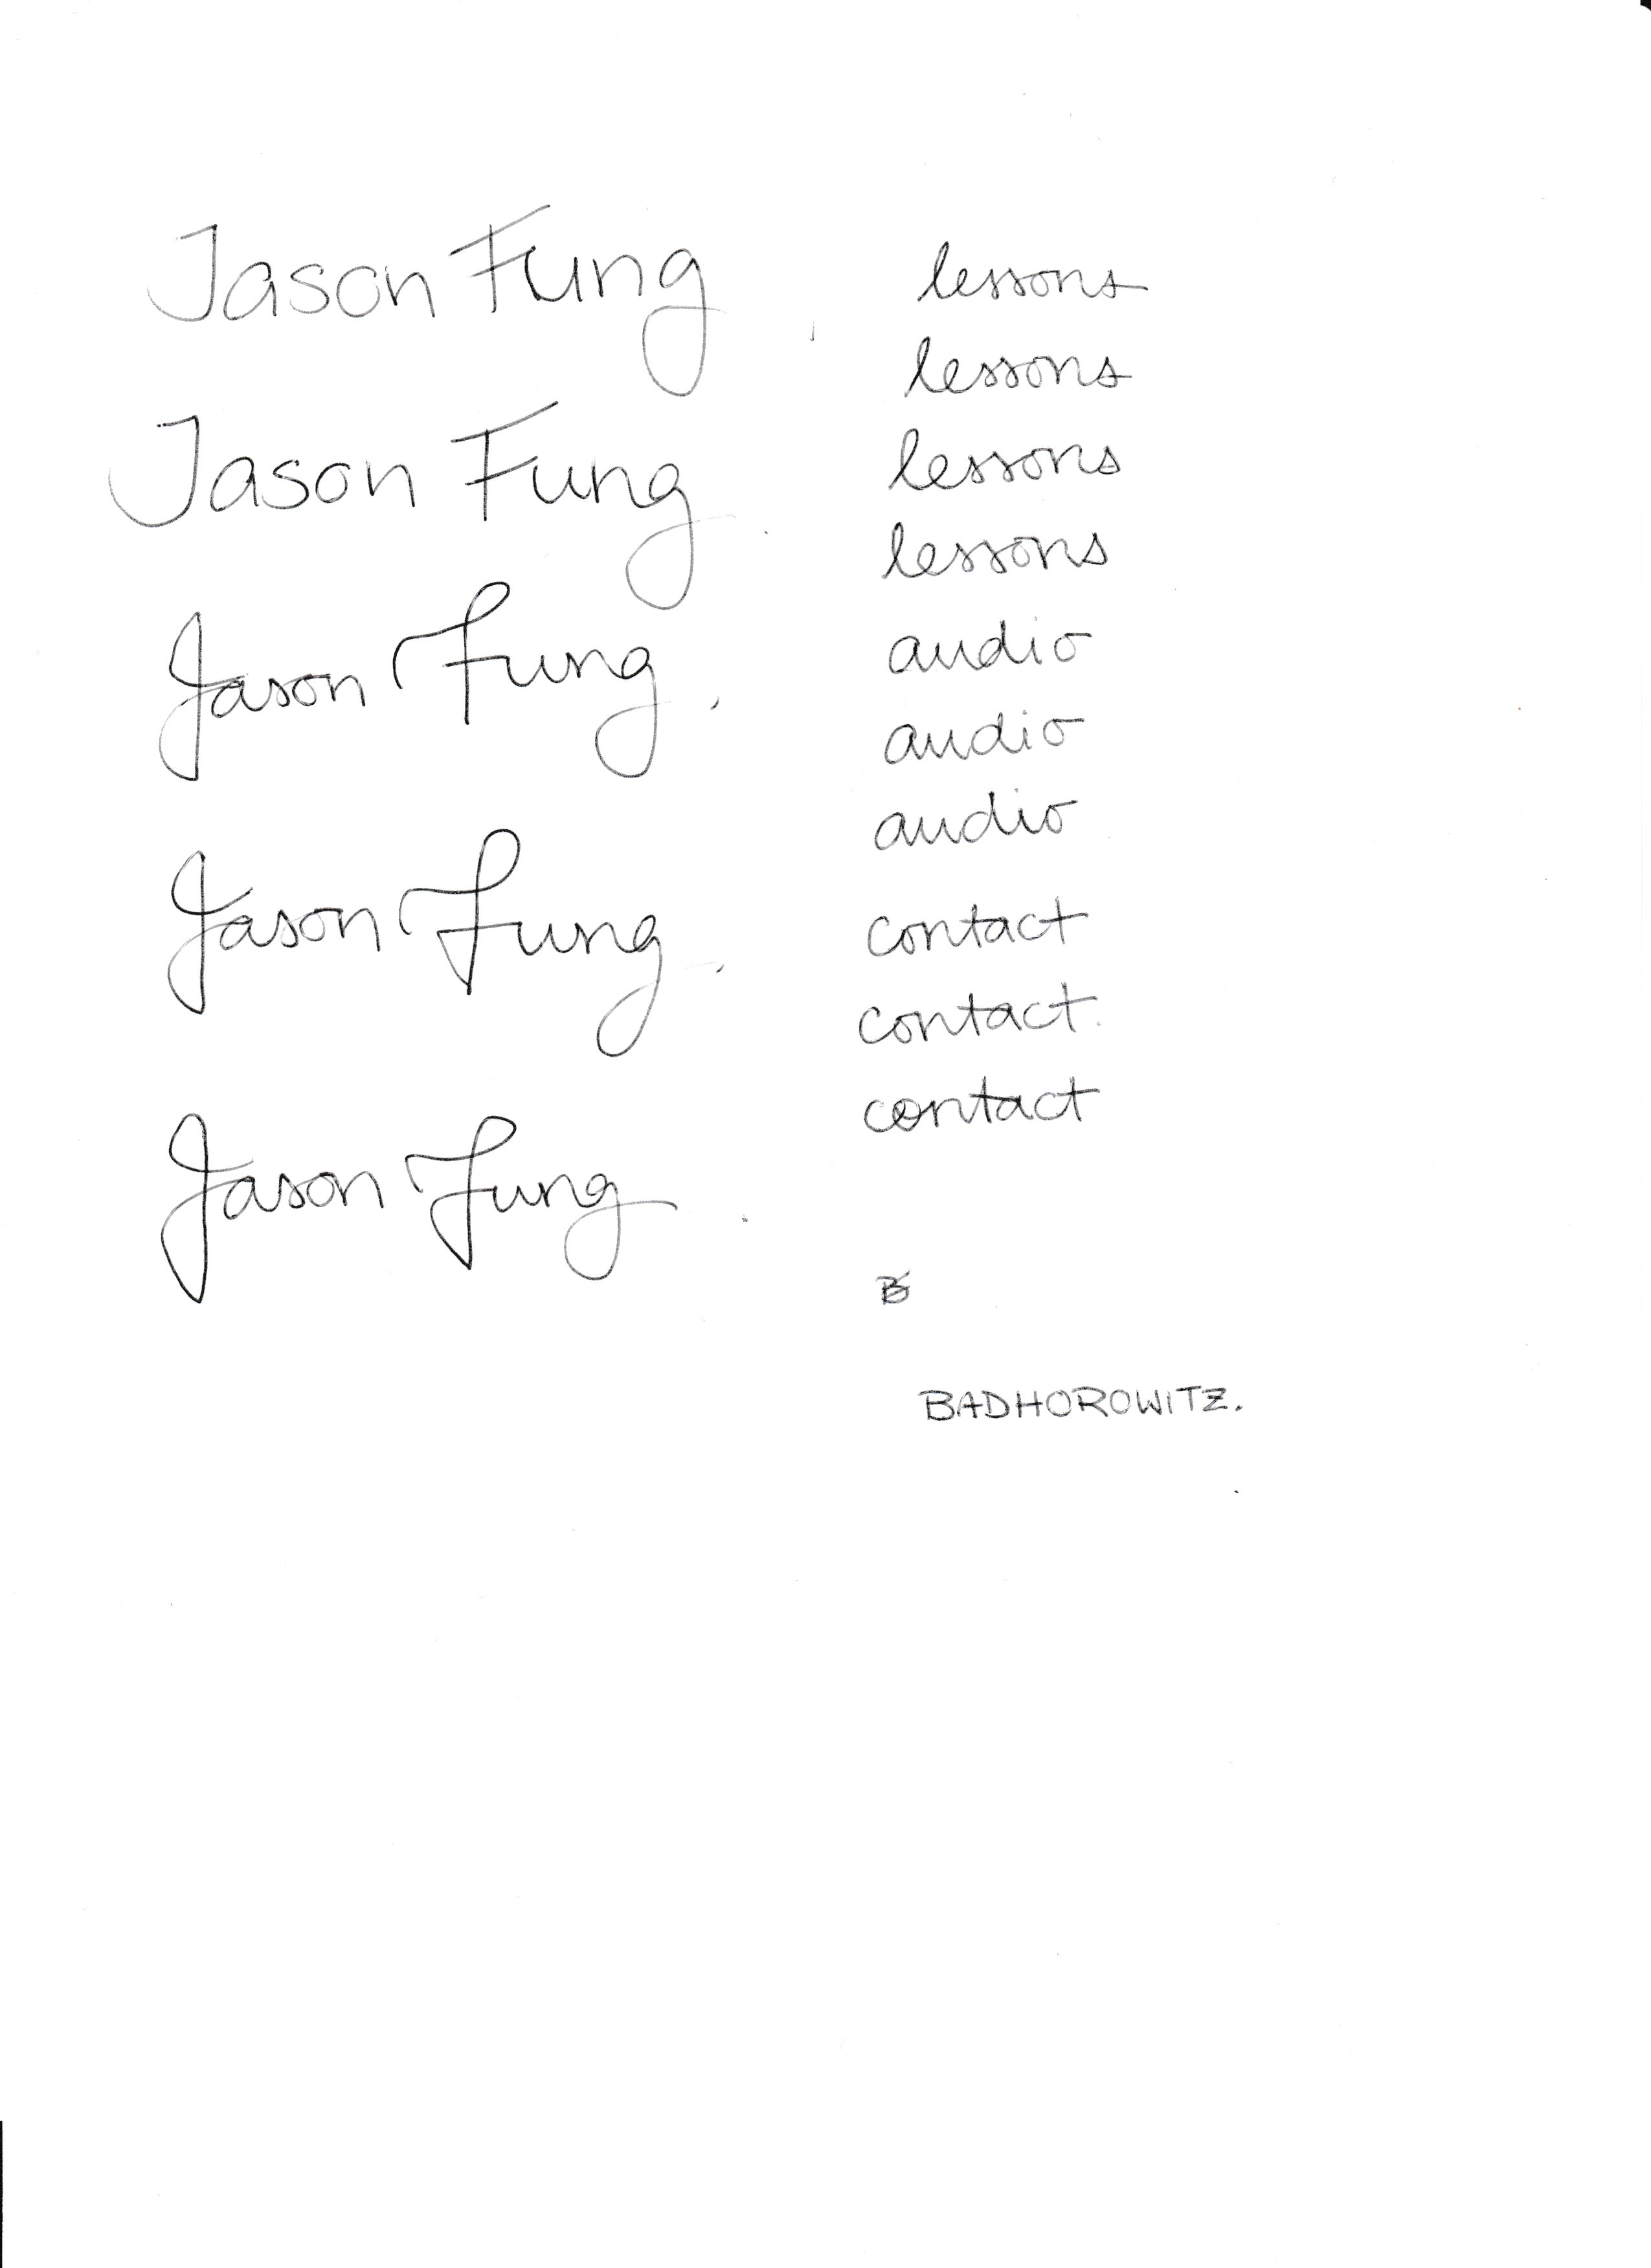 Jason Fung
Jason Fung
Jason Fung
Jason Fung
Jason Fung
lessons
lessons
lessons
lessons
audio
audio
audio
contact
contact.
contact
B
BADHOROWITZ.